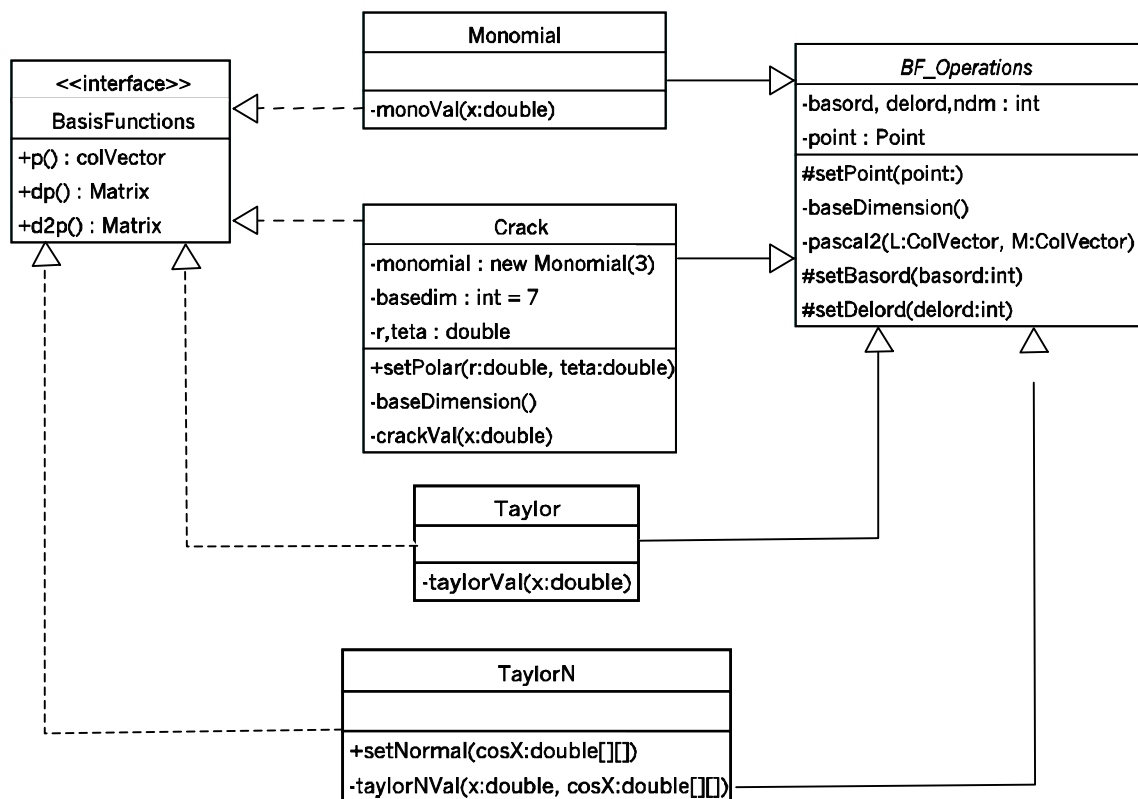 <<interface>>
BasisFunctions
+p() : colVector
+dp() : Matrix
+d2p() : Matrix
Monomial
-monoVal(x:double)
Crack
-monomial : new Monomial(3)
-basedim : int = 7
-r,teta : double
+setPolar(r:double, teta:double)
-baseDimension()
-crackVal(x:double)
BF_Operations
-basord, delord,ndm : int
-point : Point
#setPoint(point:)
-baseDimension()
-pascal2(L:ColVector, M:ColVector)
#setBasord(basord:int)
#setDelord(delord:int)
Taylor
-taylorVal(x:double)
TaylorN
+setNormal(cosX:double[][])
-taylorNVal(x:double, cosX:double[][])